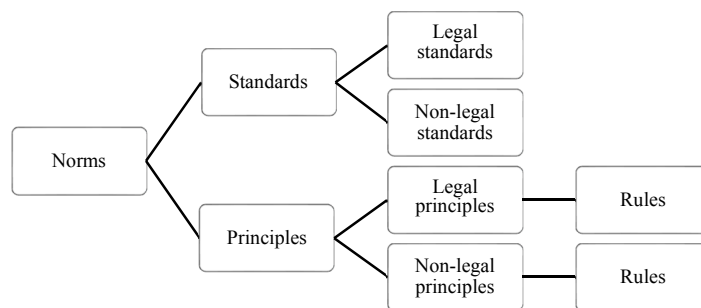 Legal
standards
Standards
Non-legal
standards
Norms
Legal
principles
Rules
Principles
Non-legal
principles
Rules